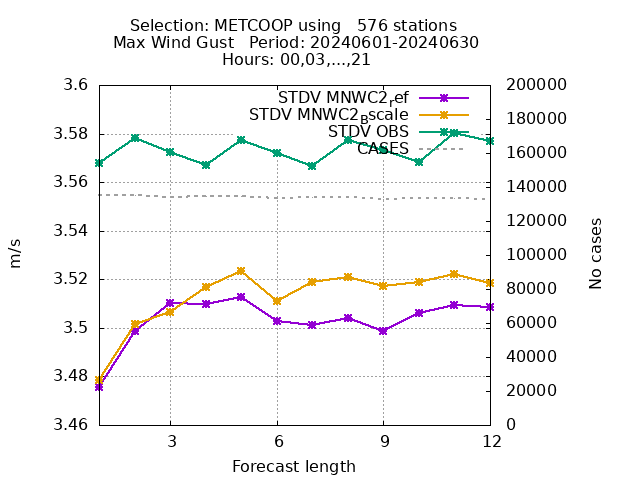 Selection: METCOOP using   576 stations
Max Wind Gust   Period: 20240601-20240630
Hours: 00,03,...,21
STDV MNWC2ref
STDV MNWC2Bscale
STDV OBS
CASES
3.6
3.58
3.56
3.54
3.52
3.5
3.48
3.46
m/s
200000
180000
160000
140000
120000
100000
80000
60000
40000
20000
0
No cases
3 6 9 12
Forecast length